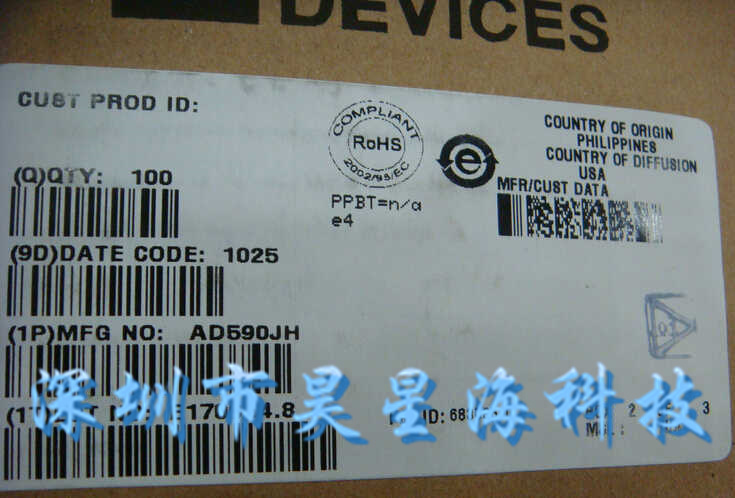 DEVICES
CUST PROD ID:
COMPLIANT
RoHS
2002/95/EC
e
COUNTRY OF ORIGIN
PHILIPPINES
COUNTRY OF DIFFUSION
USA
MFR/CUST DATA
(Q)QTY: 100
PPBT=n/a
e4
(9D)DATE CODE: 1025
(1P)MFG NO: AD590JH
深圳市昊星海科技
ID:
3